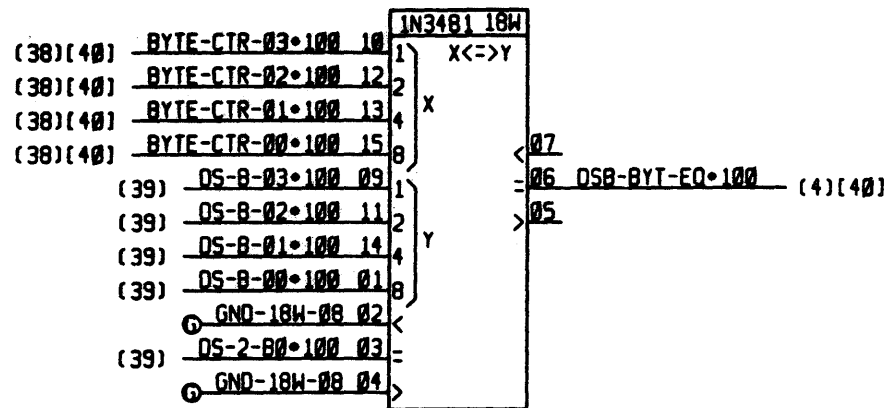 1N3481 18W
X<=>Y
(38)[40] BYTE-CTR-03•100 10 1
(38)[40] BYTE-CTR-02•100 12 2
(38)[40] BYTE-CTR-01•100 13 4
X
(38)[40] BYTE-CTR-00•100 15 8
< 07
(39) DS-B-03•100 09 1
= 06 DSB-BYT-EQ•100 (4)[40]
(39) DS-B-02•100 11 2
> 05
(39) DS-B-01•100 14 4
Y
(39) DS-B-00•100 01 8
G GND-18W-08 02 <
(39) DS-2-B0•100 03 =
G GND-18W-08 04 >